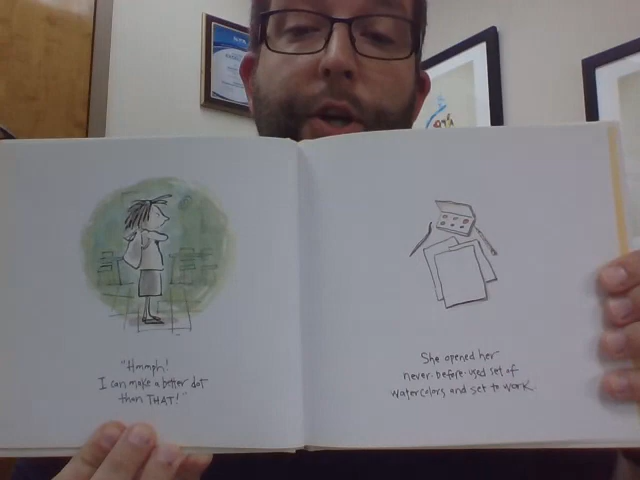 "Hmmph!
I can make a better dot
than THAT!"
She opened her
never-before-used set of
watercolors and set to work.